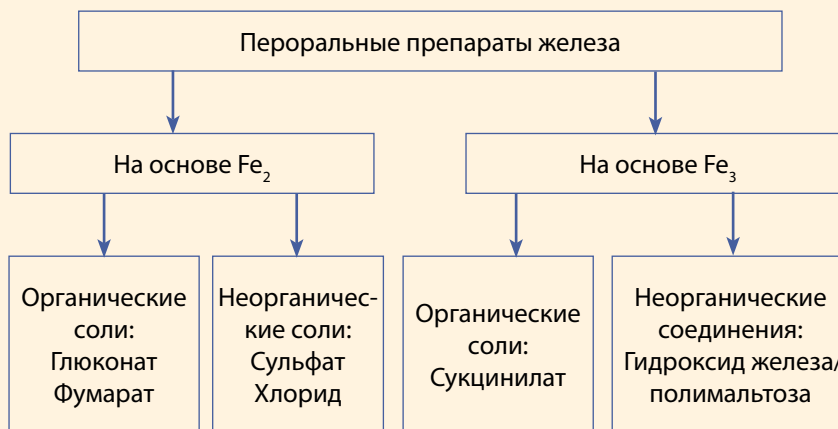 Пероральные препараты железа
На основе Fe₂
На основе Fe₃
Органические
соли:
Глюконат
Фумарат
Неорганичес-
кие соли:
Сульфат
Хлорид
Органические
соли:
Сукцинилат
Неорганические
соединения:
Гидроксид железа/
полимальтоза